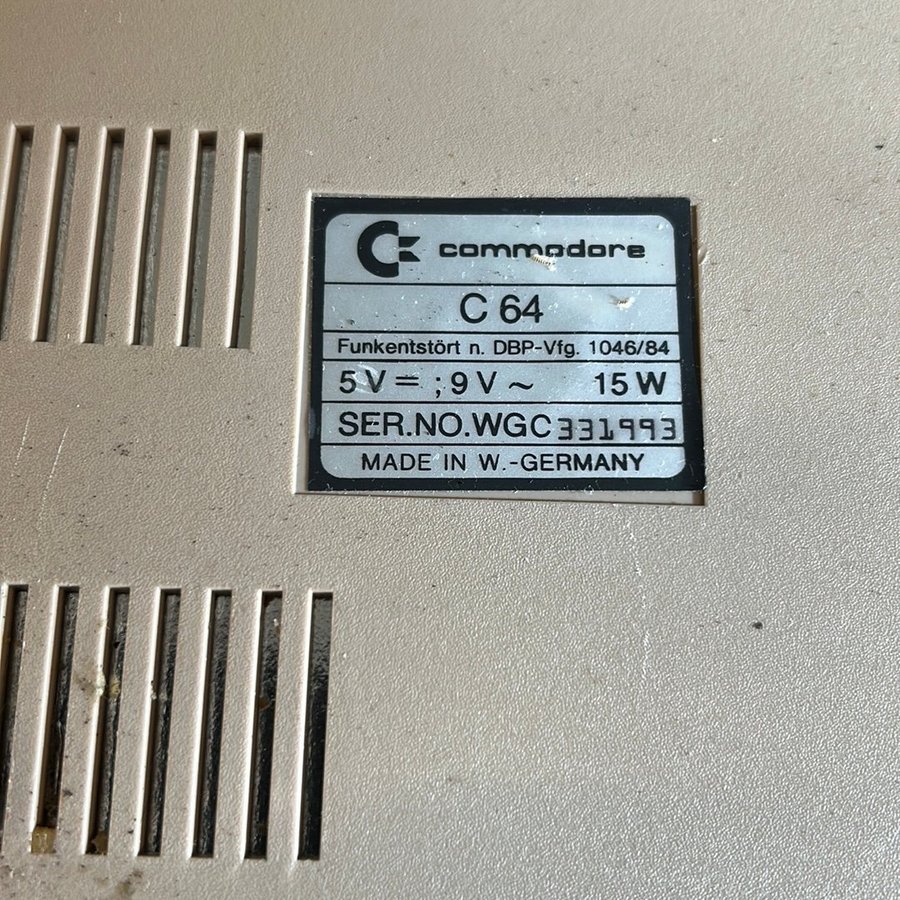 commodore
C 64
Funkentstört n. DBP-Vfg. 1046/84
5 V ⎓ ; 9 V ~ 15 W
SER.NO.WGC331993
MADE IN W.-GERMANY